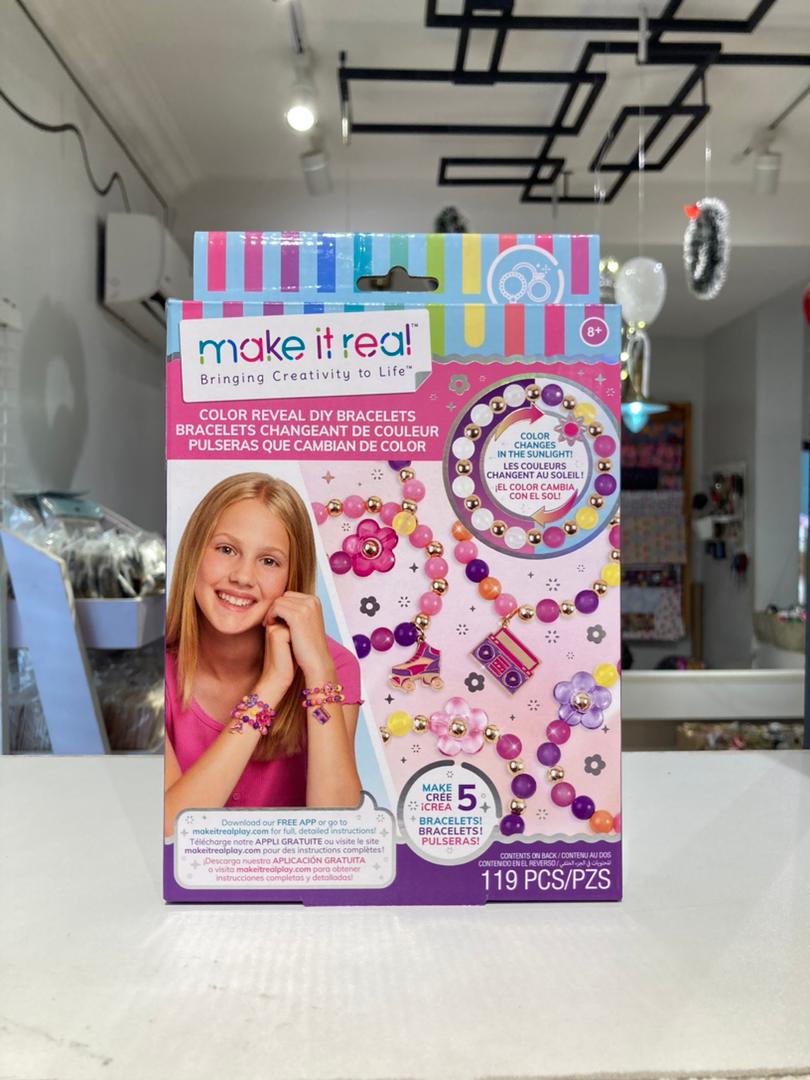 8+
make it real™
Bringing Creativity to Life™
COLOR REVEAL DIY BRACELETS
BRACELETS CHANGEANT DE COULEUR
PULSERAS QUE CAMBIAN DE COLOR
COLOR
CHANGES
IN THE SUNLIGHT!
LES COULEURS
CHANGENT AU SOLEIL!
¡EL COLOR CAMBIA
CON EL SOL!
MAKE
CRÉE
¡CREA
5
BRACELETS!
BRACELETS!
PULSERAS!
Download our FREE APP or go to
makeitrealplay.com for full, detailed instructions!
Télécharge notre APPLI GRATUITE ou visite le site
makeitrealplay.com pour des instructions complètes!
¡Descarga nuestra APLICACIÓN GRATUITA
o visita makeitrealplay.com para obtener
instrucciones completas y detalladas!
CONTENTS ON BACK / CONTENU AU DOS
CONTENIDO EN EL REVERSO / المحتويات في الجزء الخلفي
119 PCS/PZS